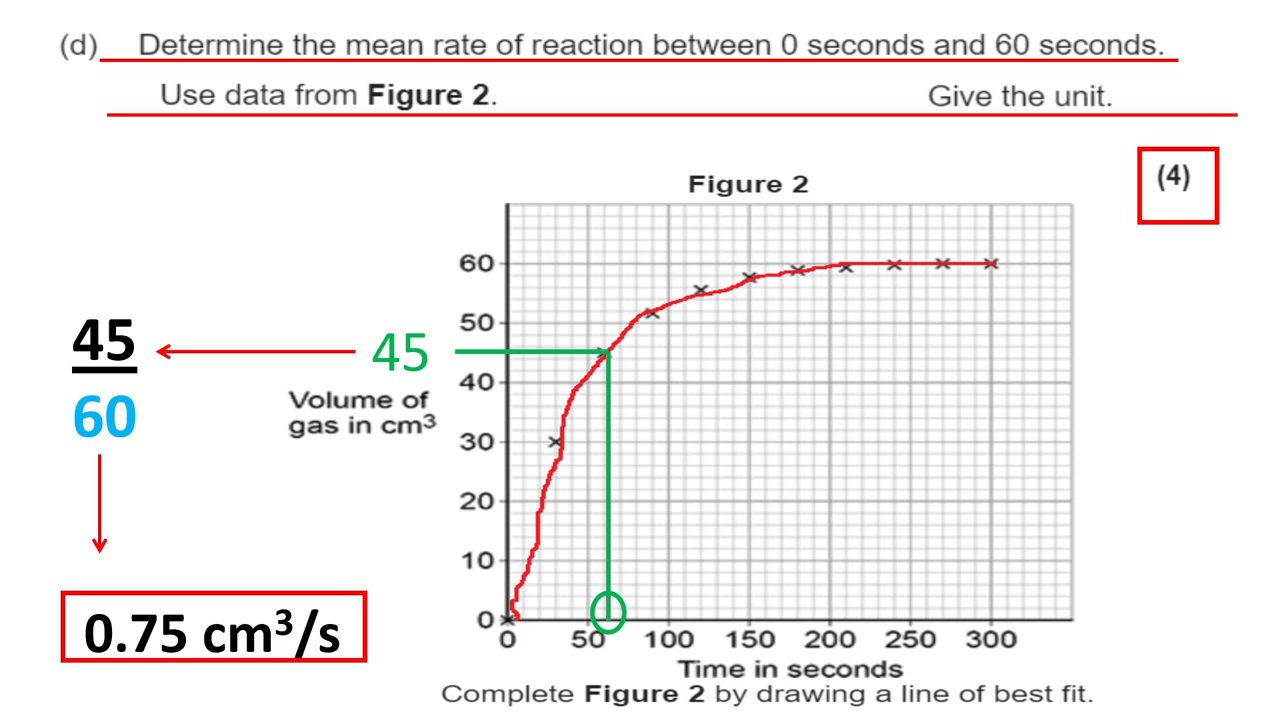 (d) Determine the mean rate of reaction between 0 seconds and 60 seconds.
Use data from Figure 2. Give the unit.
(4)
Figure 2
60
50
40
30
20
10
0
45
45
60
Volume of
gas in cm³
0.75 cm³/s
0 50 100 150 200 250 300
Time in seconds
Complete Figure 2 by drawing a line of best fit.